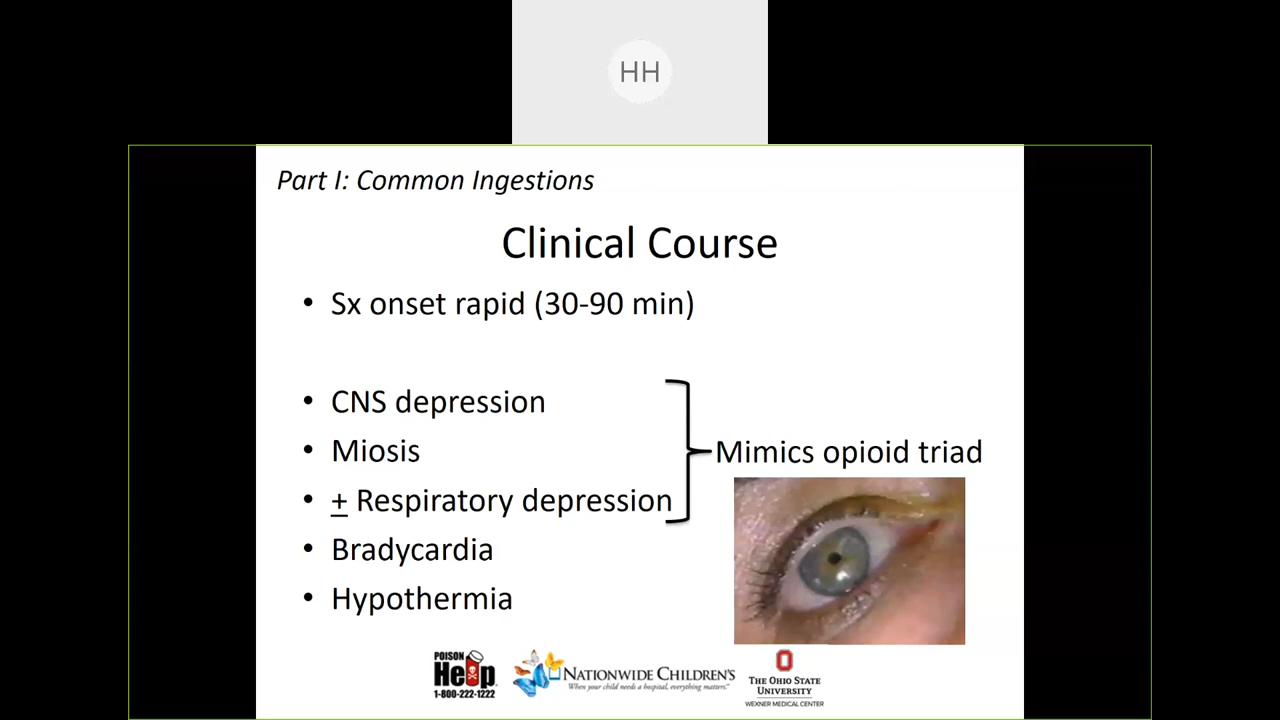 HH
Part I: Common Ingestions
Clinical Course
• Sx onset rapid (30-90 min)
• CNS depression
• Miosis
• + Respiratory depression
• Bradycardia
• Hypothermia
Mimics opioid triad
POISON
Help
1-800-222-1222
NATIONWIDE CHILDREN'S
When your child needs a hospital, everything matters.™
THE OHIO STATE
UNIVERSITY
WEXNER MEDICAL CENTER